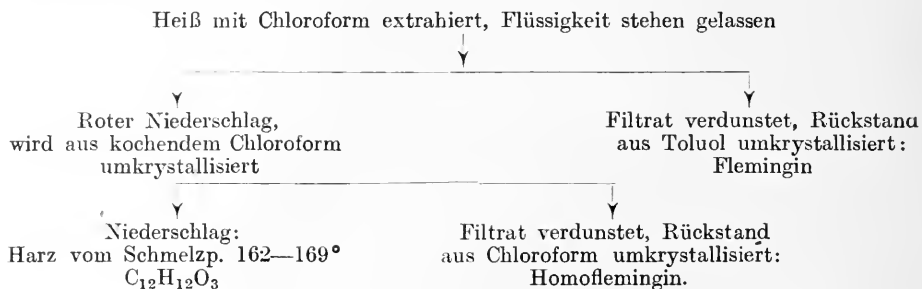 Heiß mit Chloroform extrahiert, Flüssigkeit stehen gelassen
Roter Niederschlag,
wird aus kochendem Chloroform
umkrystallisiert
Filtrat verdunstet, Rückstand
aus Toluol umkrystallisiert:
Flemingin
Niederschlag:
Harz vom Schmelzp. 162—169°
C₁₂H₁₂O₃
Filtrat verdunstet, Rückstand
aus Chloroform umkrystallisiert:
Homoflemingin.